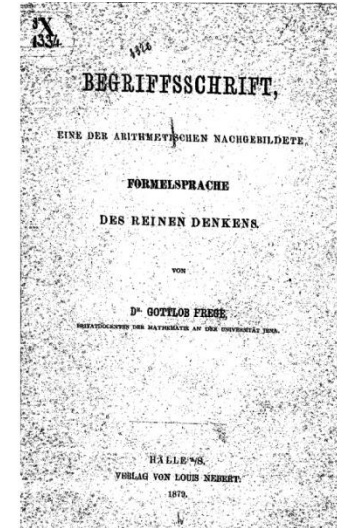 BEGRIFFSSCHRIFT,
EINE DER ARITHMETISCHEN NACHGEBILDETE
FORMELSPRACHE
DES REINEN DENKENS.
VON
DR. GOTTLOB FREGE,
PRIVATDOCENTEN DER MATHEMATIK AN DER UNIVERSITÄT JENA.
HALLE A/S.
VERLAG VON LOUIS NEBERT.
1879.